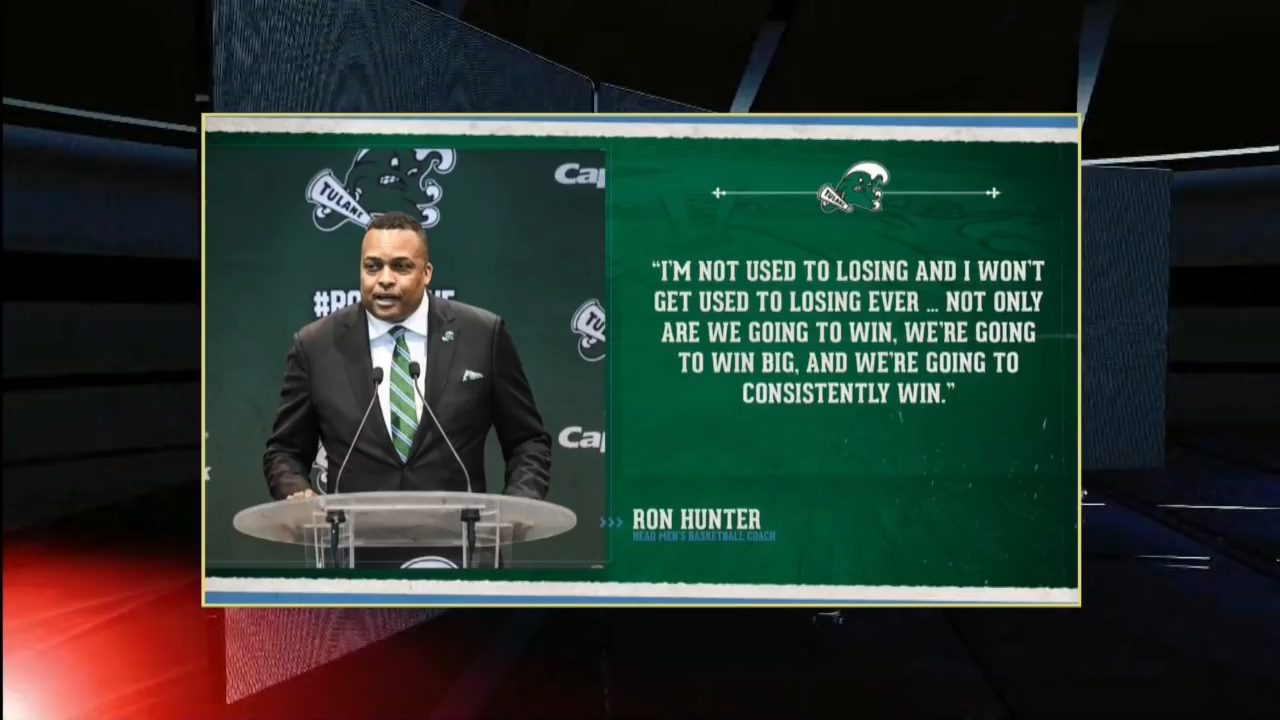 TULANE
Cap
TULANE
"I'M NOT USED TO LOSING AND I WON'T
GET USED TO LOSING EVER ... NOT ONLY
ARE WE GOING TO WIN, WE'RE GOING
TO WIN BIG, AND WE'RE GOING TO
CONSISTENTLY WIN."
TU
Cap
>>> RON HUNTER
HEAD MEN'S BASKETBALL COACH